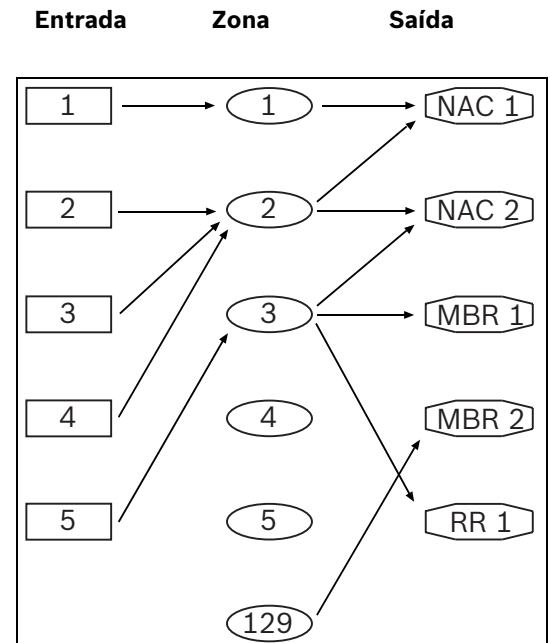 Entrada Zona Saída
1 1 NAC 1
2 2 NAC 2
3 3 MBR 1
4 4 MBR 2
5 5 RR 1
129